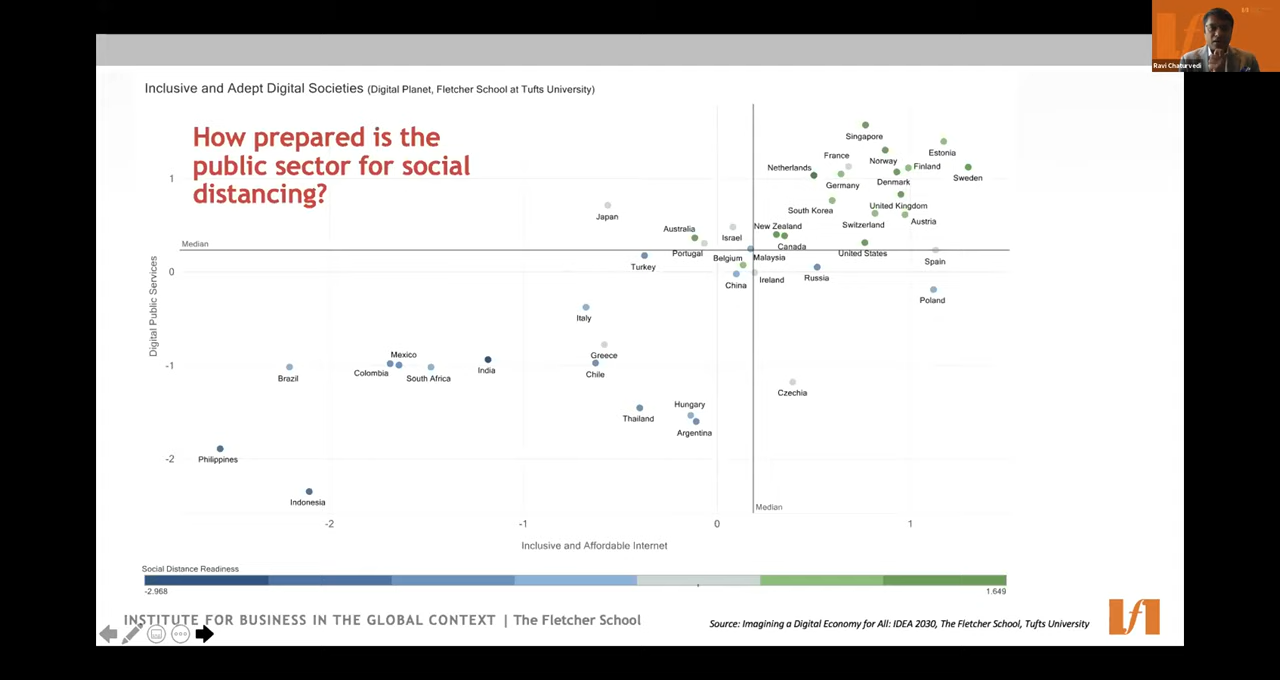 Ravi Chaturvedi
Inclusive and Adept Digital Societies (Digital Planet, Fletcher School at Tufts University)
How prepared is the
public sector for social
distancing?
Singapore
Estonia
France
Norway
Netherlands
Finland
1
Germany
Denmark
Sweden
South Korea
United Kingdom
Japan
Switzerland
Austria
Australia
New Zealand
Israel
Median
Canada
Portugal
Belgium
Malaysia
United States
Spain
Turkey
0
Ireland
Russia
China
Poland
Digital Public Services
Italy
Mexico
Greece
-1
Colombia
South Africa
India
Chile
Brazil
Czechia
Hungary
Thailand
Argentina
-2
Philippines
Indonesia
Median
-2
-1
0
1
Inclusive and Affordable Internet
Social Distance Readiness
-2.968
1.649
INSTITUTE FOR BUSINESS IN THE GLOBAL CONTEXT | The Fletcher School
Source: Imagining a Digital Economy for All: IDEA 2030, The Fletcher School, Tufts University